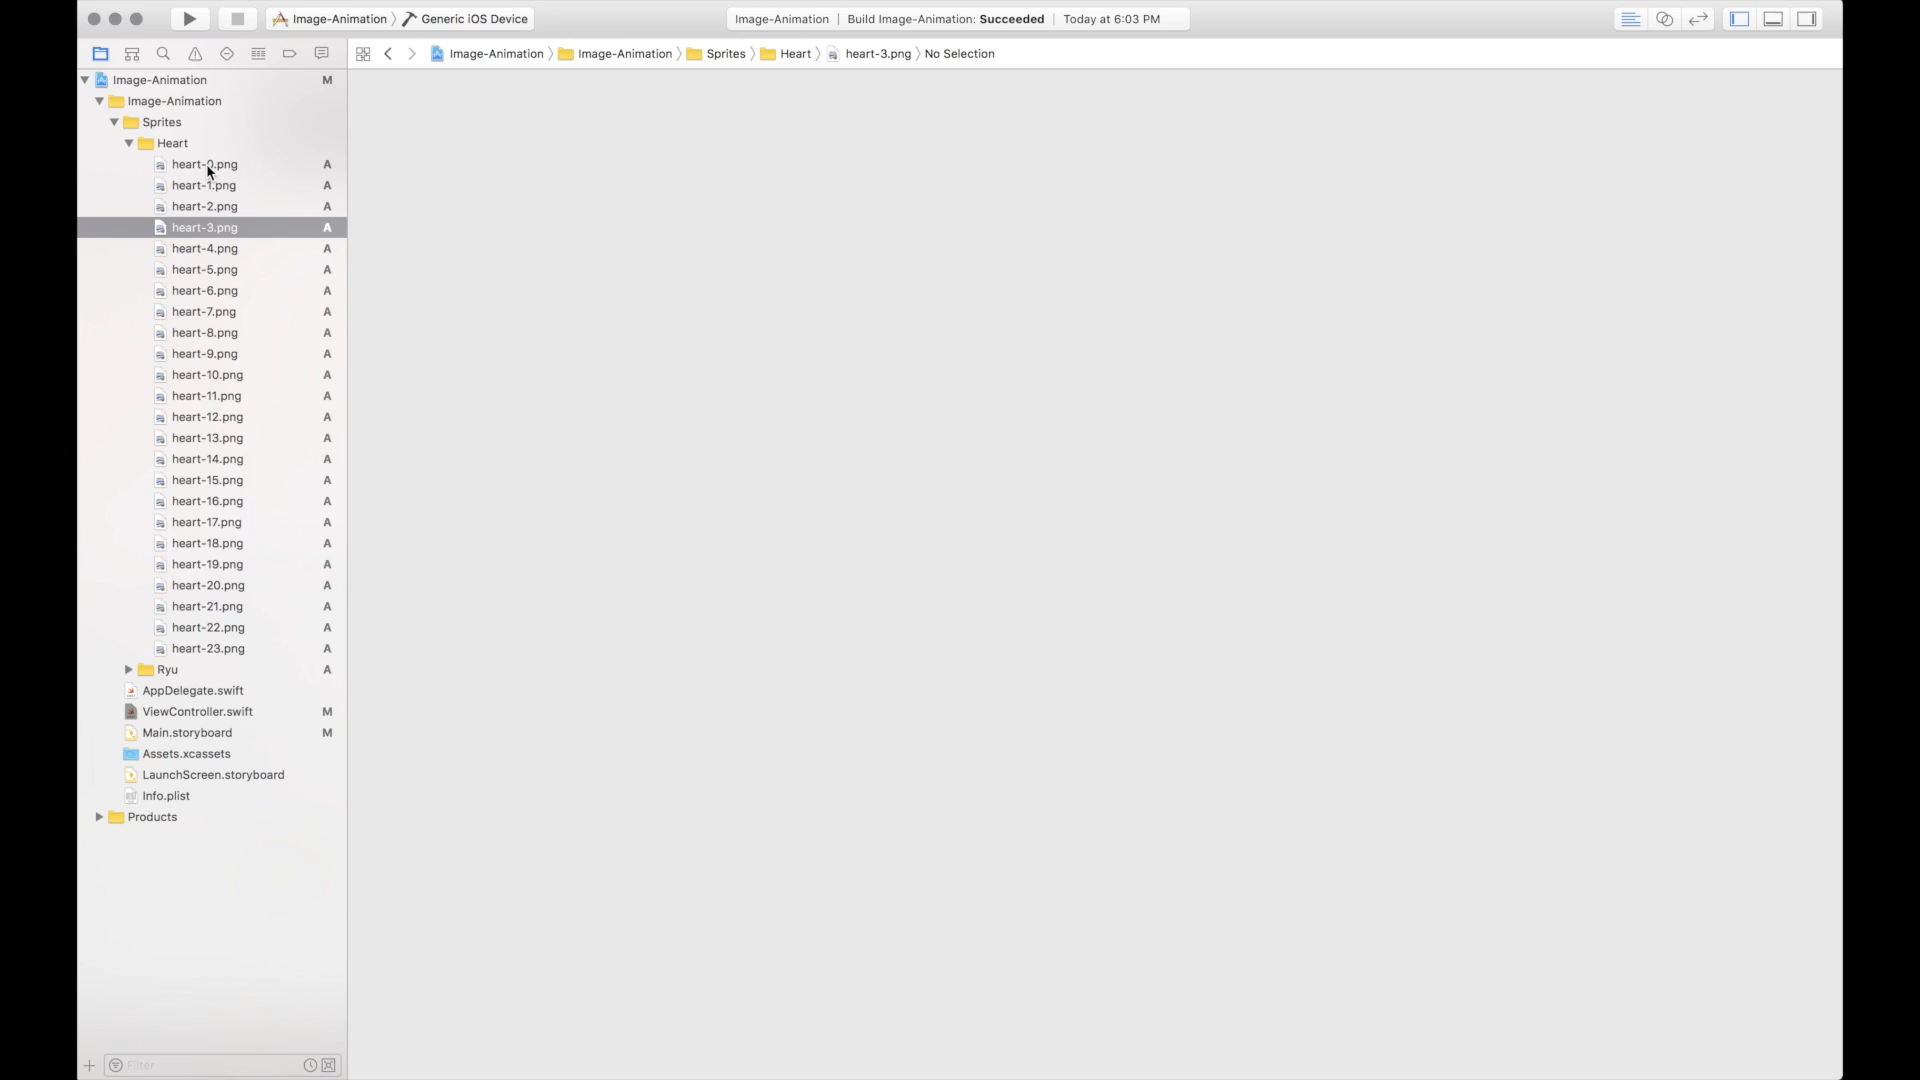 Image-Animation Generic iOS Device Image-Animation | Build Image-Animation: Succeeded | Today at 6:03 PM
Image-Animation Image-Animation Sprites Heart heart-3.png No Selection
Image-Animation M
Image-Animation
Sprites
Heart
heart-0.png A
heart-1.png A
heart-2.png A
heart-3.png A
heart-4.png A
heart-5.png A
heart-6.png A
heart-7.png A
heart-8.png A
heart-9.png A
heart-10.png A
heart-11.png A
heart-12.png A
heart-13.png A
heart-14.png A
heart-15.png A
heart-16.png A
heart-17.png A
heart-18.png A
heart-19.png A
heart-20.png A
heart-21.png A
heart-22.png A
heart-23.png A
Ryu A
AppDelegate.swift
ViewController.swift M
Main.storyboard M
Assets.xcassets
LaunchScreen.storyboard
Info.plist
Products
Filter